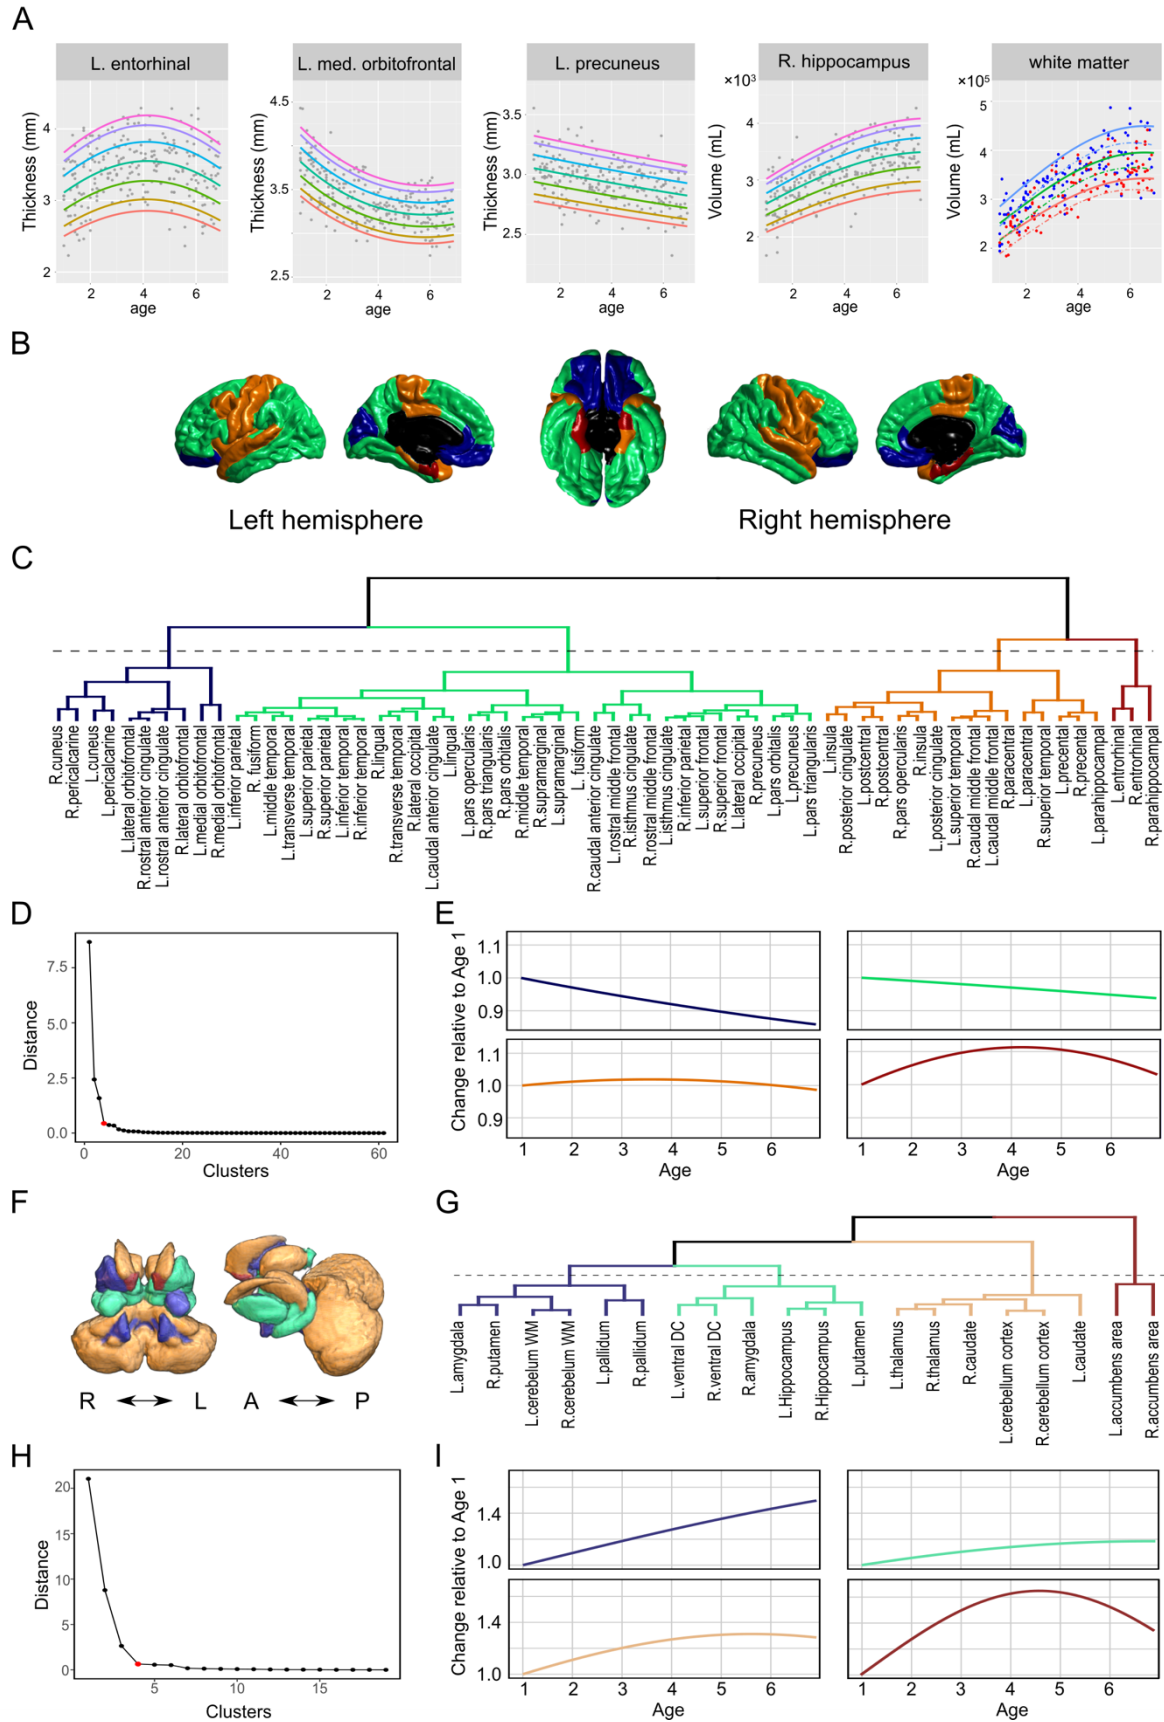 A
L. entorhinal
L. med. orbitofrontal
L. precuneus
R. hippocampus
white matter
Thickness (mm)
4
3
2
2 4 6
age
Thickness (mm)
4.5
3.5
2.5
2 4 6
age
Thickness (mm)
3.5
3.0
2.5
2 4 6
age
×10³
Volume (mL)
4
3
2
2 4 6
age
×10⁵
Volume (mL)
5
4
3
2
2 4 6
age
B
Left hemisphere
Right hemisphere
C
R.cuneus
R.pericalcarine
L.cuneus
L.pericalcarine
L.lateral orbitofrontal
R.rostral anterior cingulate
L.rostral anterior cingulate
R.lateral orbitofrontal
L.medial orbitofrontal
R.medial orbitofrontal
L.inferior parietal
R. fusiform
L.middle temporal
L.transverse temporal
L.superior parietal
R.superior parietal
L.inferior temporal
R.inferior temporal
R.lingual
R.transverse temporal
R.lateral occipital
L.caudal anterior cingulate
L.lingual
L.pars opercularis
R.pars triangularis
R.pars orbitalis
R.middle temporal
R.supramarginal
L.supramarginal
L. fusiform
R.caudal anterior cingulate
L.rostral middle frontal
R.isthmus cingulate
R.rostral middle frontal
L.isthmus cingulate
R.inferior parietal
L.superior frontal
R.superior frontal
L.lateral occipital
R.precuneus
L.pars orbitalis
L.precuneus
L.pars triangularis
L.insula
R.posterior cingulate
L.postcentral
R.postcentral
R.pars opercularis
R.insula
L.posterior cingulate
L.superior temporal
R.caudal middle frontal
L.caudal middle frontal
R.paracentral
L.paracentral
R.superior temporal
L.precental
R.precentral
L.parahippocampal
L.entorhinal
R.entrorhinal
R.parahippocampal
D
Distance
7.5
5.0
2.5
0.0
0 20 40 60
Clusters
E
Change relative to Age 1
1.1
1.0
0.9
1.1
1.0
0.9
1 2 3 4 5 6
Age
1 2 3 4 5 6
Age
F
R L
A P
G
L.amygdala
R.putamen
L.cerebelum WM
R.cerebelum WM
L.pallidum
R.pallidum
L.ventral DC
R.ventral DC
R.amygdala
L.Hippocampus
R.Hippocampus
L.putamen
L.thalamus
R.thalamus
R.caudate
L.cerebellum cortex
R.cerebellum cortex
L.caudate
L.accumbens area
R.accumbens area
H
Distance
20
15
10
5
0
5 10 15
Clusters
I
Change relative to Age 1
1.4
1.0
1.4
1.0
1 2 3 4 5 6
Age
1 2 3 4 5 6
Age